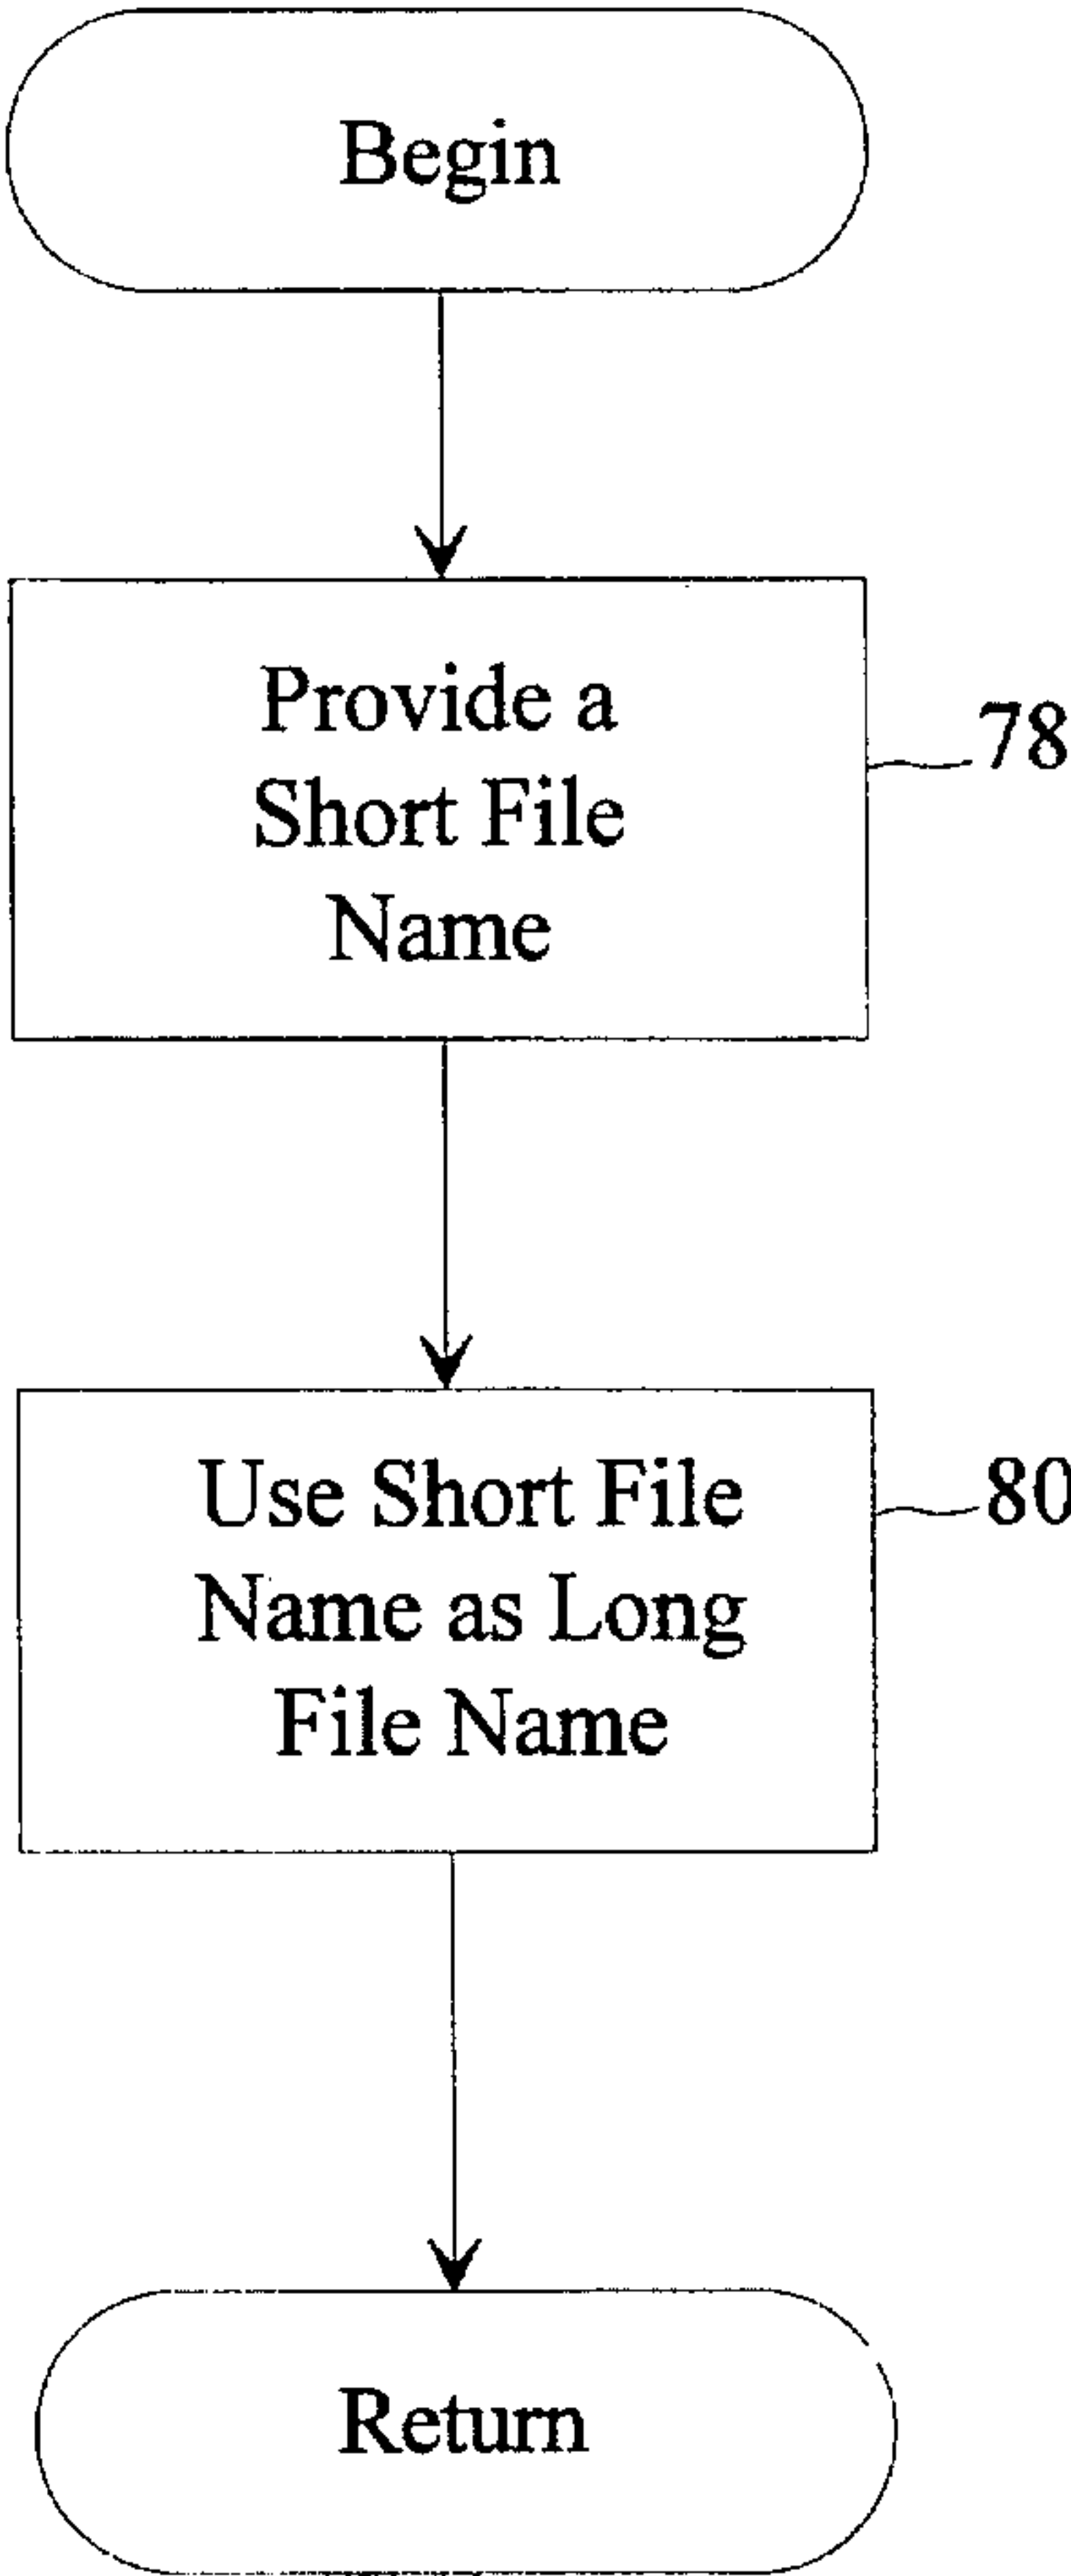 Begin
Provide a
78
Short File
Name
Use Short File
80
Name as Long
File Name
Return